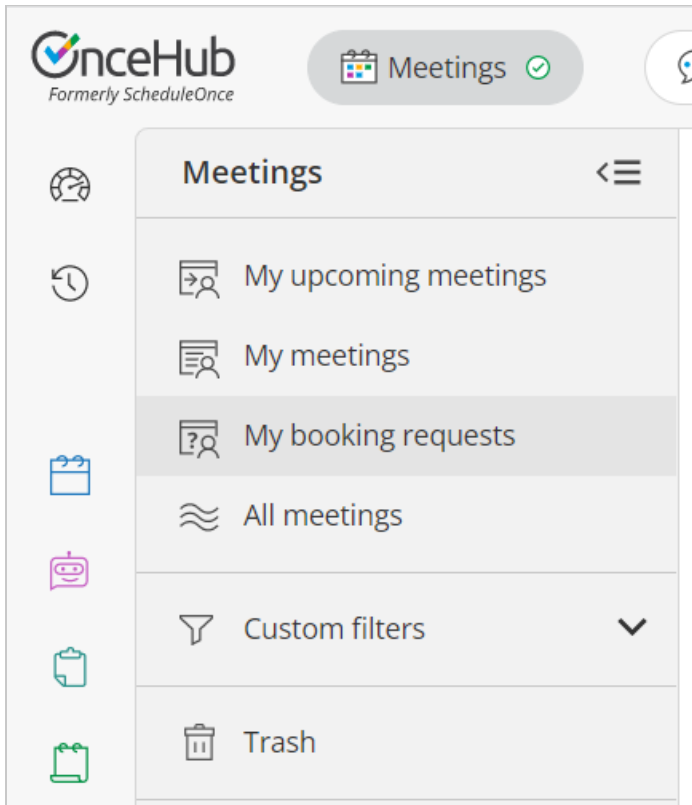 OnceHub
Formerly ScheduleOnce
Meetings
Meetings
My upcoming meetings
My meetings
My booking requests
All meetings
Custom filters
Trash